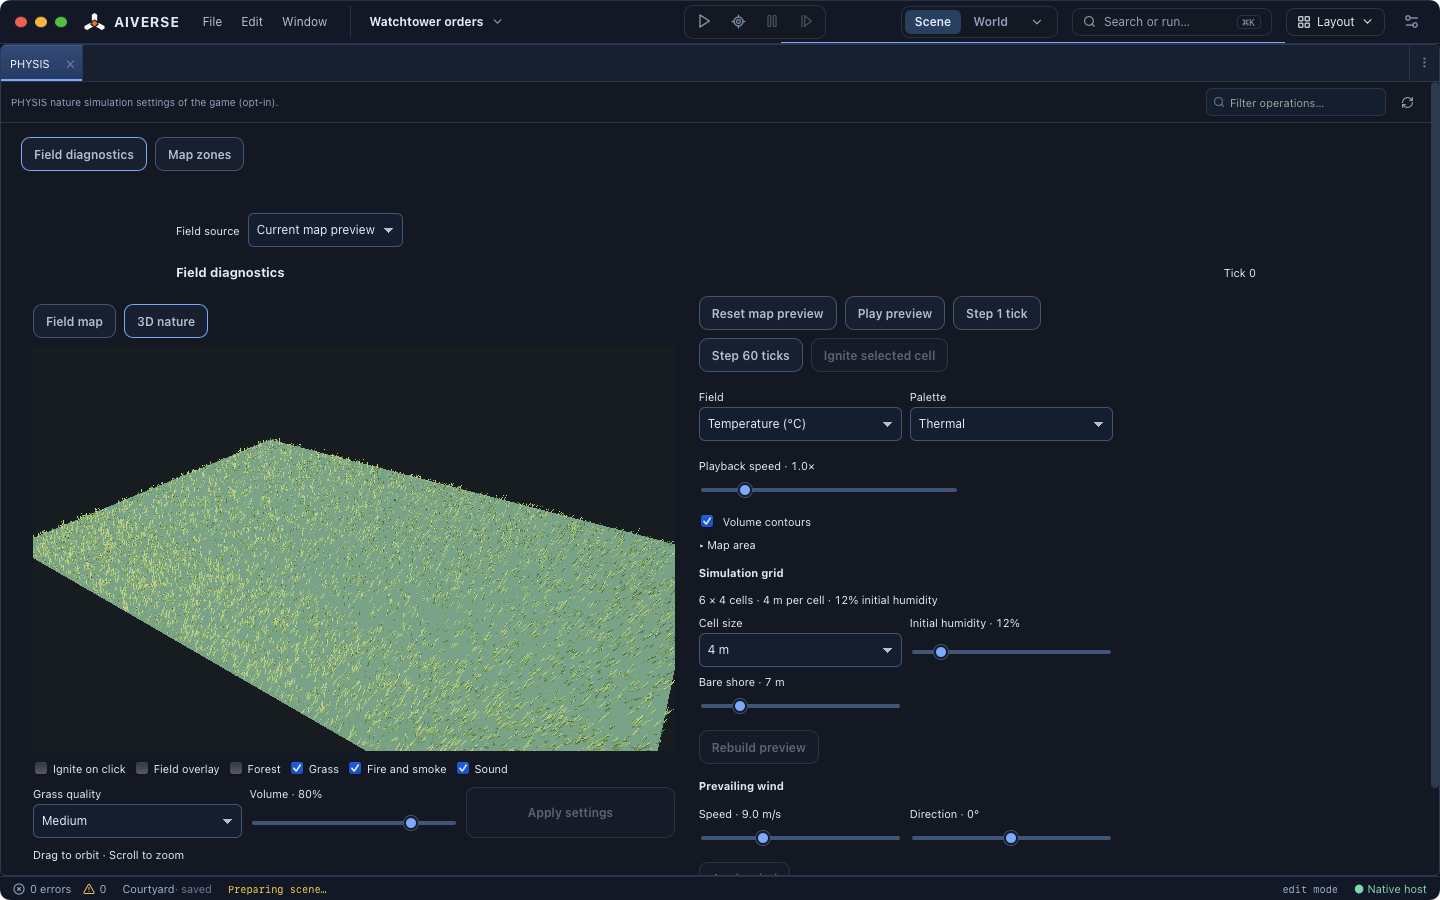 AIVERSE File Edit Window Watchtower orders Scene World Search or run... ⌘K Layout
PHYSIS
PHYSIS nature simulation settings of the game (opt-in). Filter operations...
Field diagnostics Map zones
Field source Current map preview
Field diagnostics Tick 0
Field map 3D nature
Reset map preview Play preview Step 1 tick
Step 60 ticks Ignite selected cell
Field Palette
Temperature (°C) Thermal
Playback speed · 1.0×
Volume contours
Map area
Simulation grid
6 × 4 cells · 4 m per cell · 12% initial humidity
Cell size Initial humidity · 12%
4 m
Bare shore · 7 m
Rebuild preview
Prevailing wind
Speed · 9.0 m/s Direction · 0°
Ignite on click Field overlay Forest Grass Fire and smoke Sound
Grass quality Volume · 80%
Medium Apply settings
Drag to orbit · Scroll to zoom
0 errors 0 Courtyard · saved Preparing scene… edit mode Native host